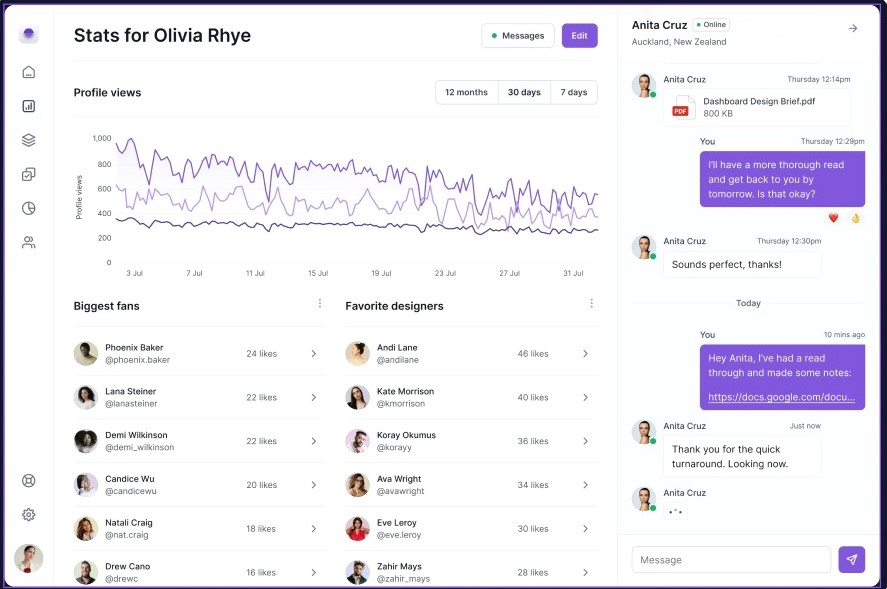 Stats for Olivia Rhye
Messages
Edit
Profile views
12 months
30 days
7 days
1,000
800
600
400
200
0
Profile views
3 Jul
7 Jul
11 Jul
15 Jul
19 Jul
23 Jul
27 Jul
31 Jul
Biggest fans
Phoenix Baker
@phoenix.baker
24 likes
Lana Steiner
@lanasteiner
22 likes
Demi Wilkinson
@demi_wilkinson
22 likes
Candice Wu
@candicewu
20 likes
Natali Craig
@nat.craig
18 likes
Drew Cano
@drewc
16 likes
Favorite designers
Andi Lane
@andilane
46 likes
Kate Morrison
@kmorrison
40 likes
Koray Okumus
@korayy
36 likes
Ava Wright
@avawright
34 likes
Eve Leroy
@eve.leroy
30 likes
Zahir Mays
@zahir_mays
28 likes
Anita Cruz
Online
Auckland, New Zealand
Anita Cruz
Thursday 12:14pm
PDF
Dashboard Design Brief.pdf
800 KB
You
Thursday 12:29pm
I'll have a more thorough read
and get back to you by
tomorrow. Is that okay?
Anita Cruz
Thursday 12:30pm
Sounds perfect, thanks!
Today
You
10 mins ago
Hey Anita, I've had a read
through and made some notes:
https://docs.google.com/docu...
Anita Cruz
Just now
Thank you for the quick
turnaround. Looking now.
Anita Cruz
Message